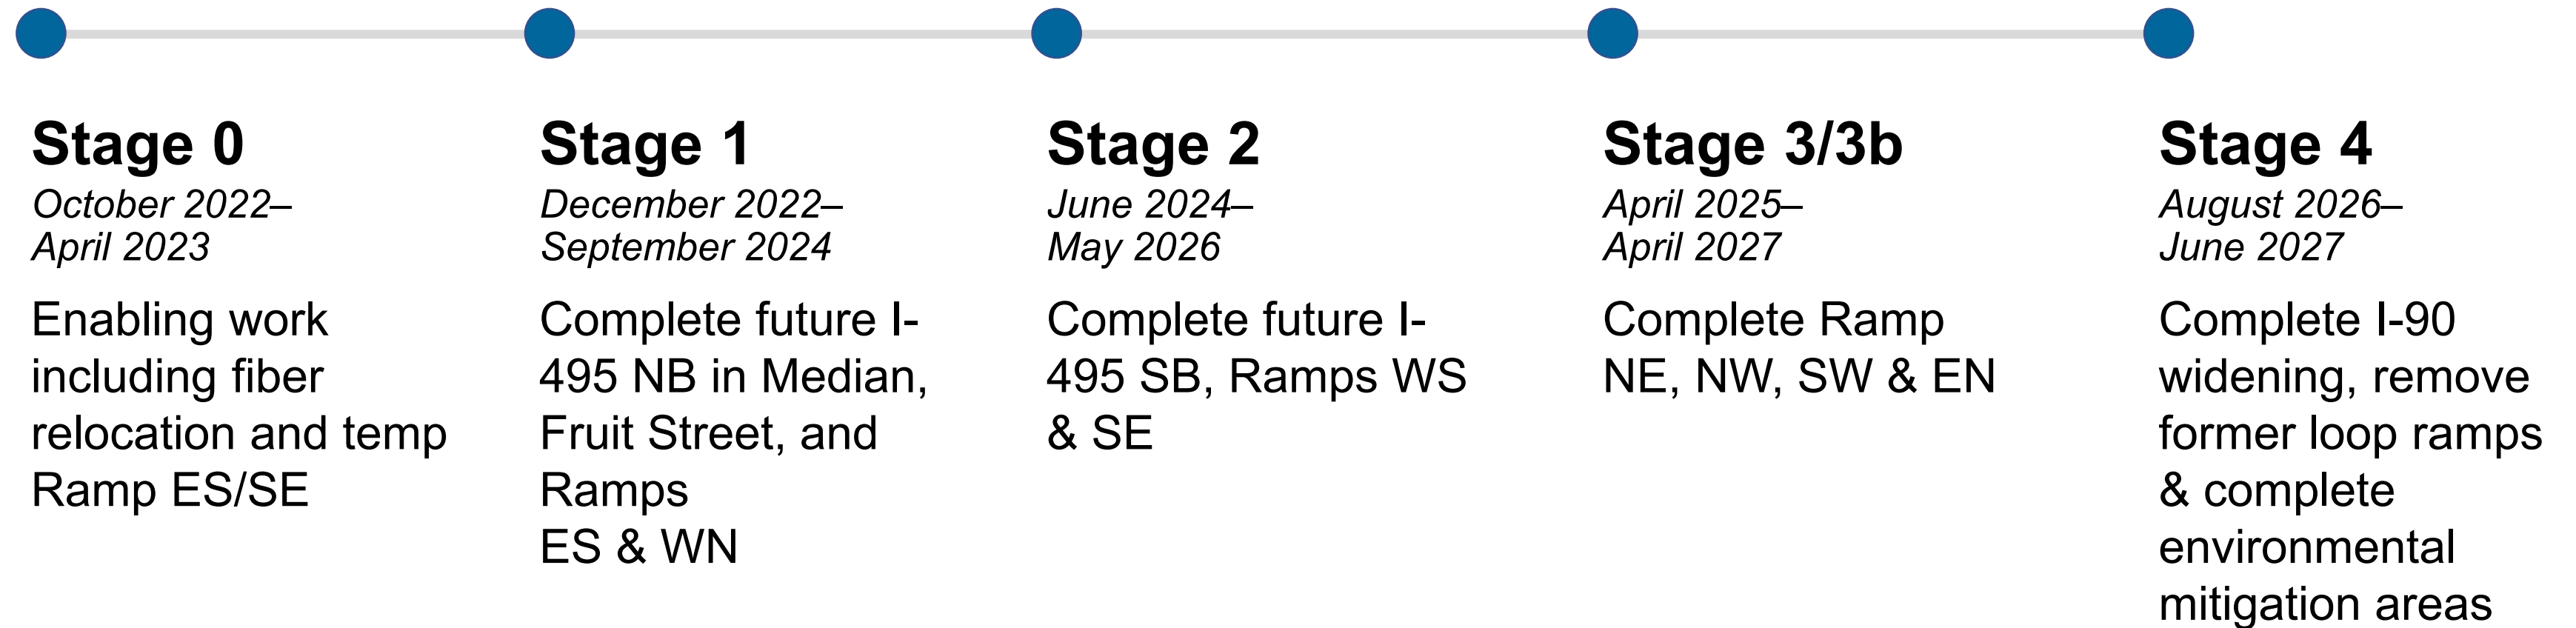 Stage 0
October 2022–
April 2023
Enabling work
including fiber
relocation and temp
Ramp ES/SE
Stage 1
December 2022–
September 2024
Complete future I-
495 NB in Median,
Fruit Street, and
Ramps
ES & WN
Stage 2
June 2024–
May 2026
Complete future I-
495 SB, Ramps WS
& SE
Stage 3/3b
April 2025–
April 2027
Complete Ramp
NE, NW, SW & EN
Stage 4
August 2026–
June 2027
Complete I-90
widening, remove
former loop ramps
& complete
environmental
mitigation areas